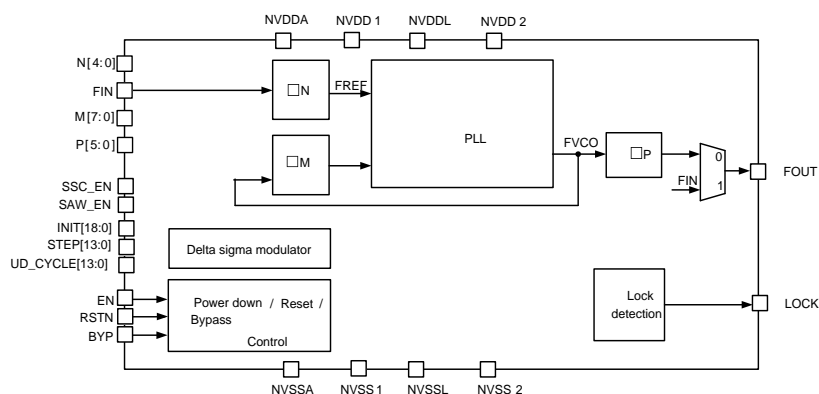 NVDDA NVDD 1 NVDDL NVDD 2
N[4:0]
FIN
M[7:0]
P[5:0]
SSC_EN
SAW_EN
INIT[18:0]
STEP[13:0]
UD_CYCLE[13:0]
EN
RSTN
BYP
□N
FREF
□M
PLL
FVCO
□P
0
1
FIN
FOUT
Delta sigma modulator
Power down / Reset /
Bypass
Control
Lock
detection
LOCK
NVSSA NVSS 1 NVSSL NVSS 2